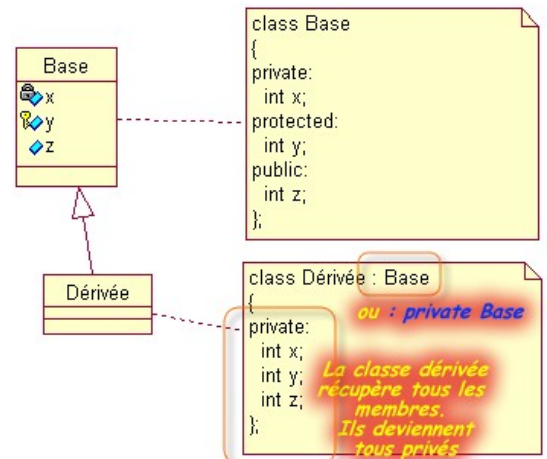 Base
x
y
z
class Base
{
private:
int x;
protected:
int y;
public:
int z;
};
Dérivée
class Dérivée : Base
ou : private Base
{
private:
int x;
int y;
int z;
};
La classe dérivée
récupère tous les
membres.
Ils deviennent
tous privés